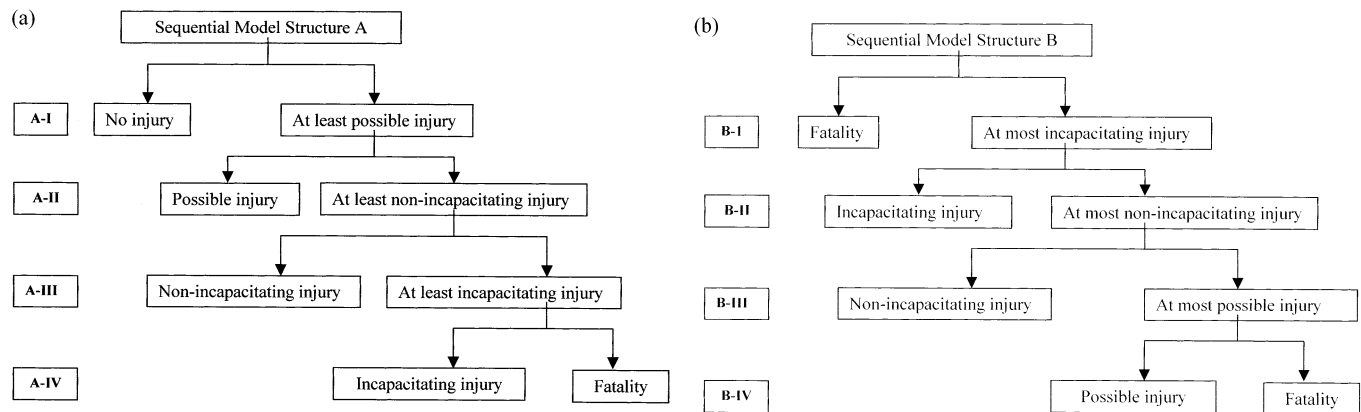 (a)
Sequential Model Structure A
A-I
No injury
At least possible injury
A-II
Possible injury
At least non-incapacitating injury
A-III
Non-incapacitating injury
At least incapacitating injury
A-IV
Incapacitating injury
Fatality
(b)
Sequential Model Structure B
B-I
Fatality
At most incapacitating injury
B-II
Incapacitating injury
At most non-incapacitating injury
B-III
Non-incapacitating injury
At most possible injury
B-IV
Possible injury
Fatality